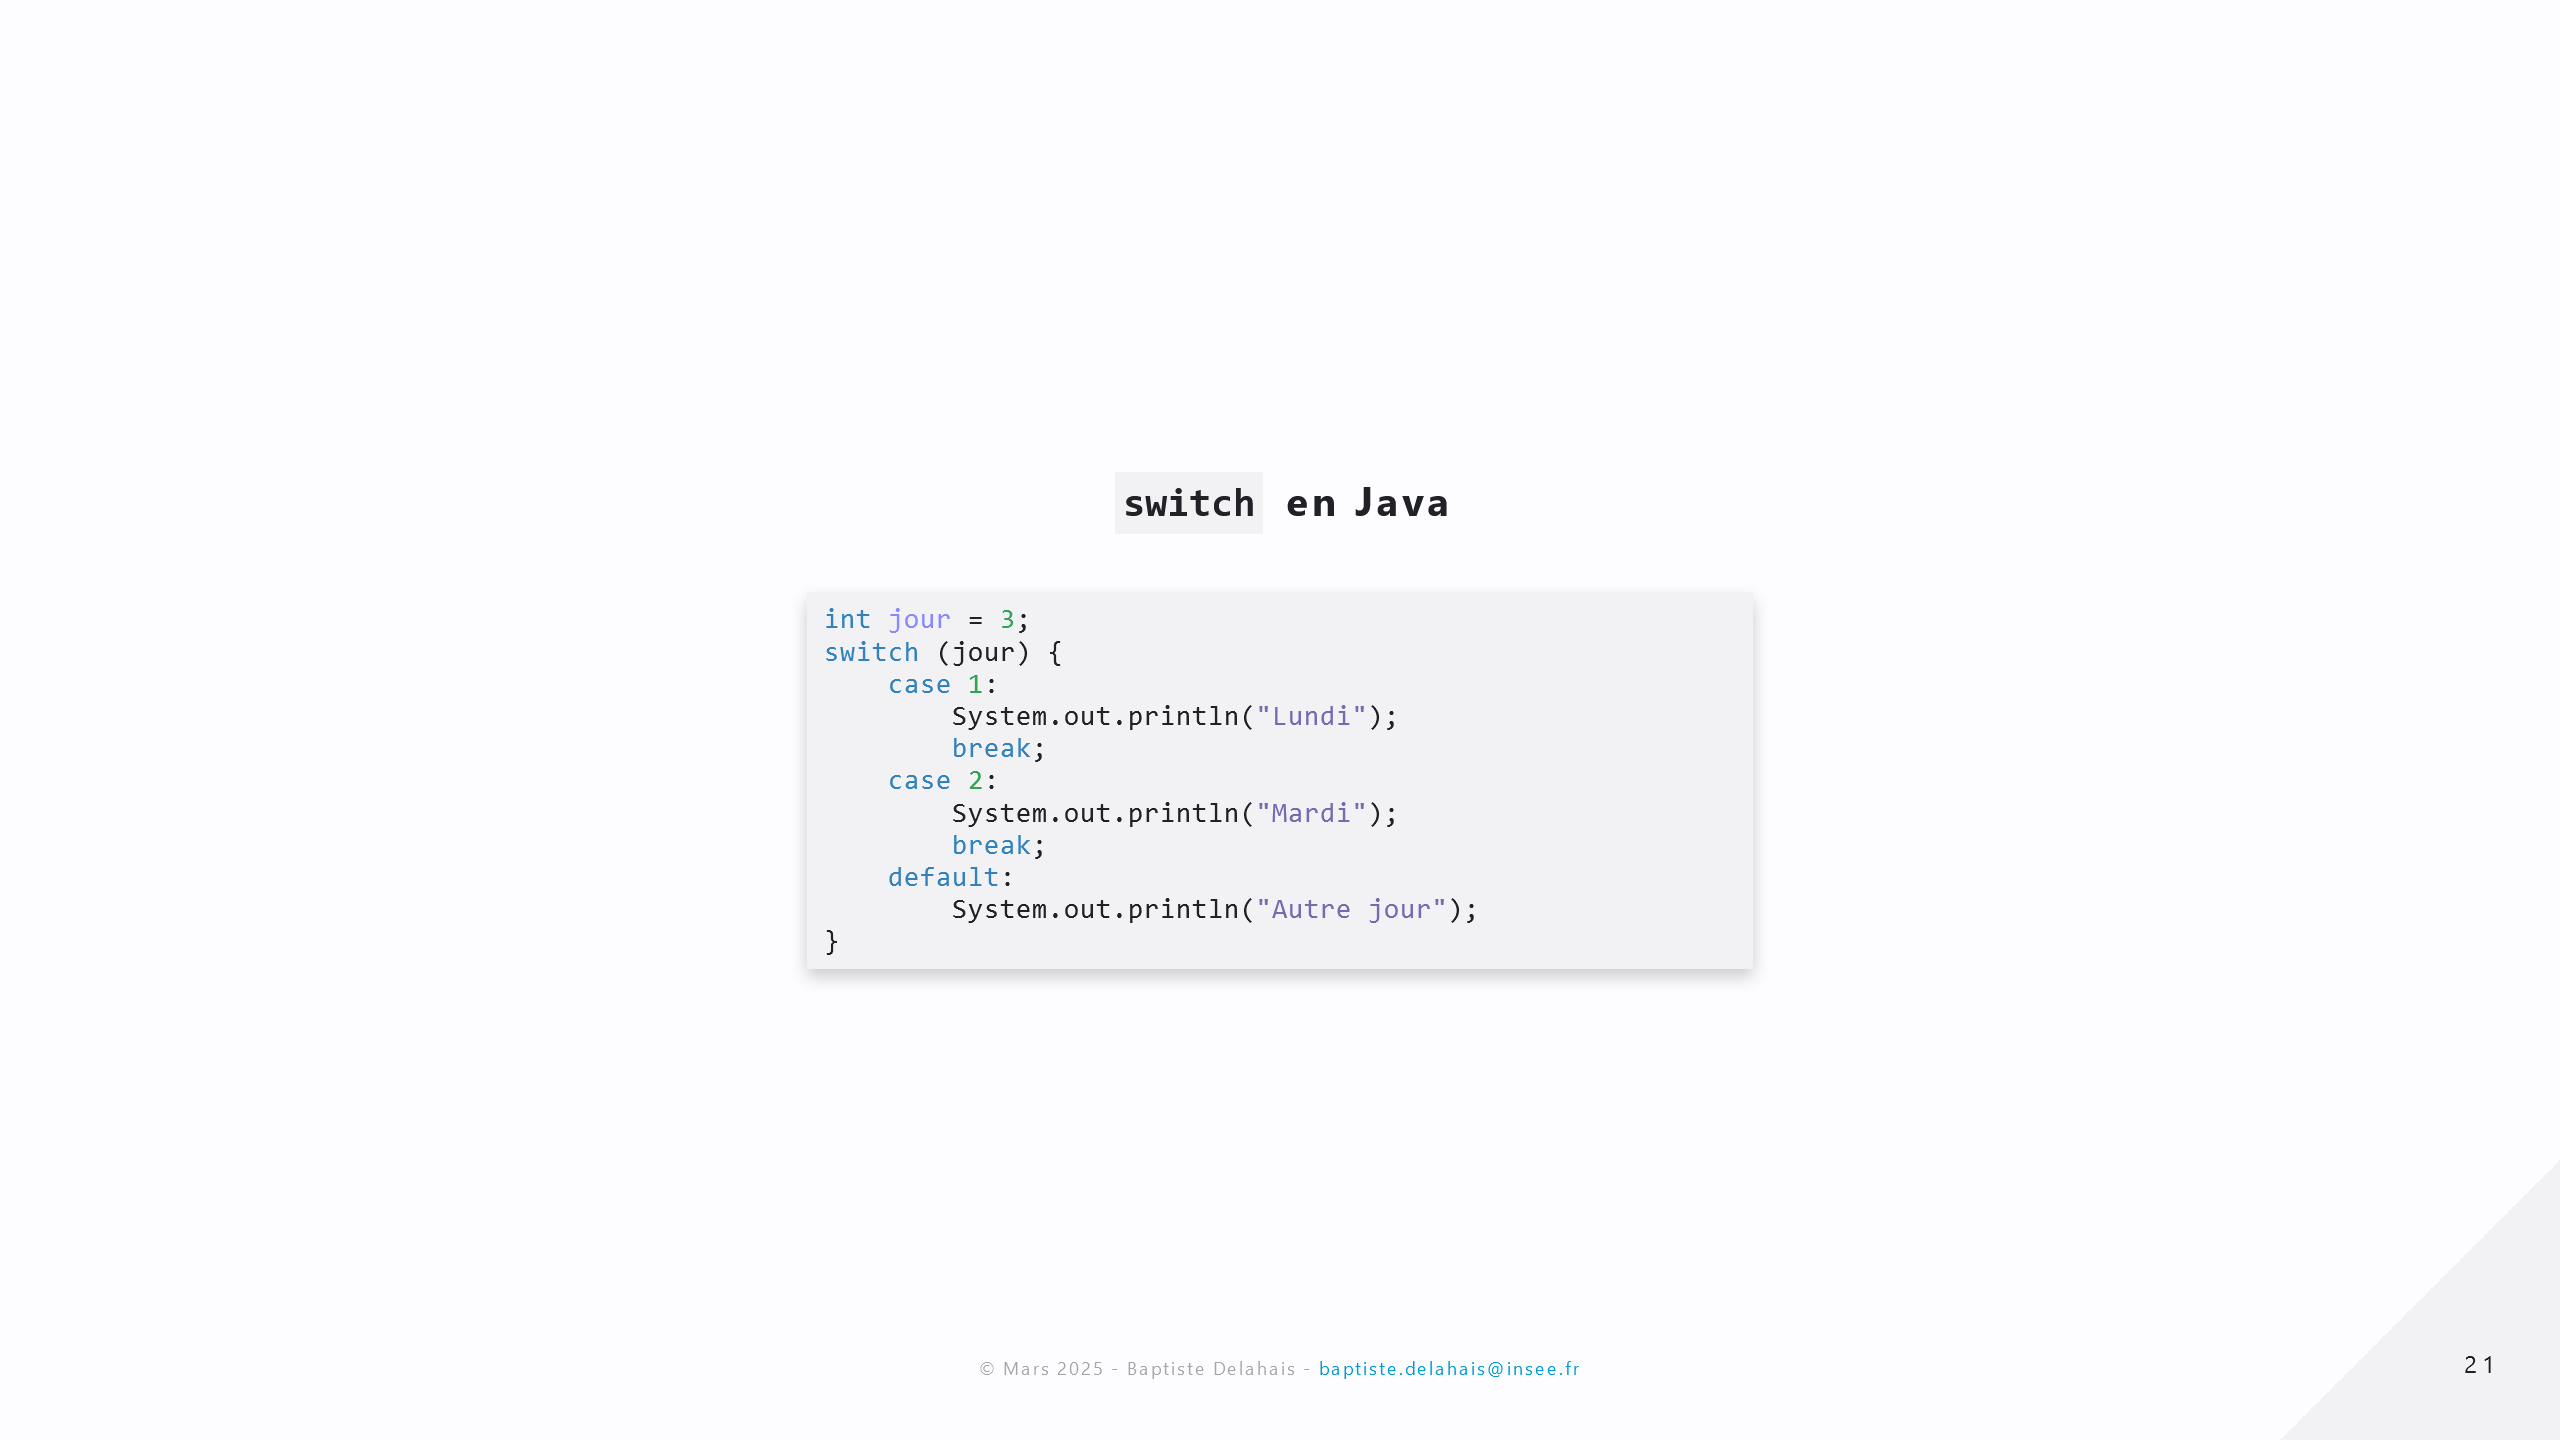 switch en Java
int jour = 3;
switch (jour) {
    case 1:
        System.out.println("Lundi");
        break;
    case 2:
        System.out.println("Mardi");
        break;
    default:
        System.out.println("Autre jour");
}
© Mars 2025 - Baptiste Delahais - baptiste.delahais@insee.fr
21